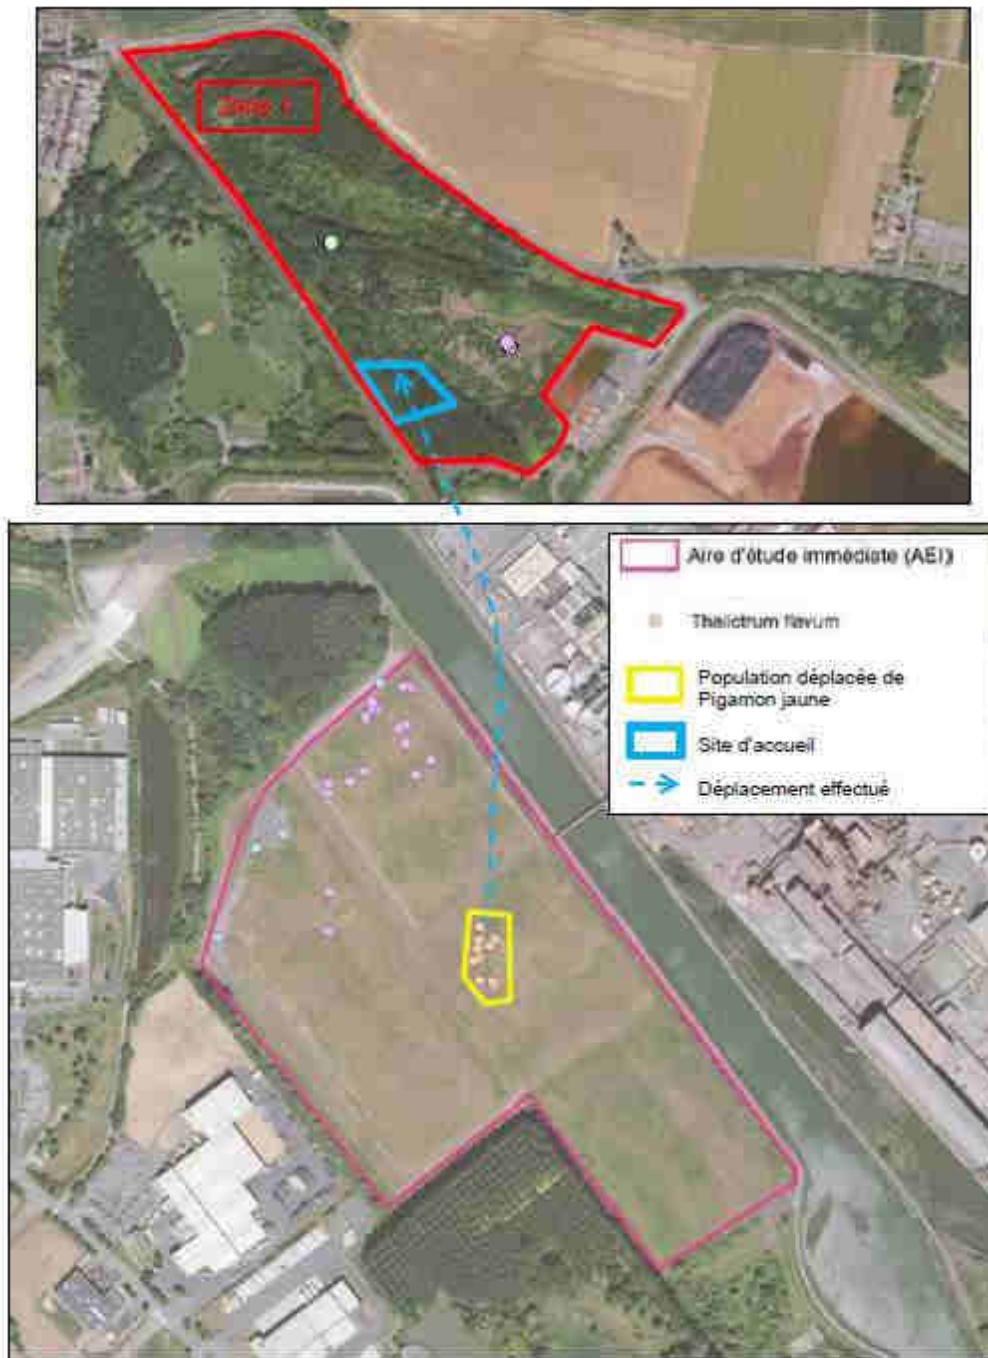 Zone 1
Aire d'étude immédiate (AEI)
Thalictrum flavum
Population déplacée de
Pigamon jaune
Site d'accueil
Déplacement effectué